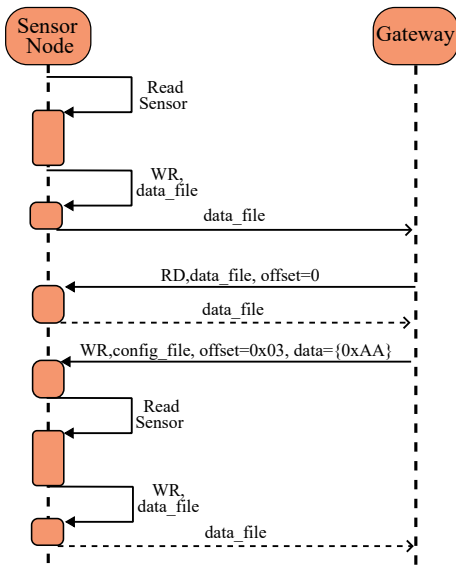 Sensor
Node
Gateway
Read
Sensor
WR,
data_file
data_file
RD,data_file, offset=0
data_file
WR,config_file, offset=0x03, data={0xAA}
Read
Sensor
WR,
data_file
data_file